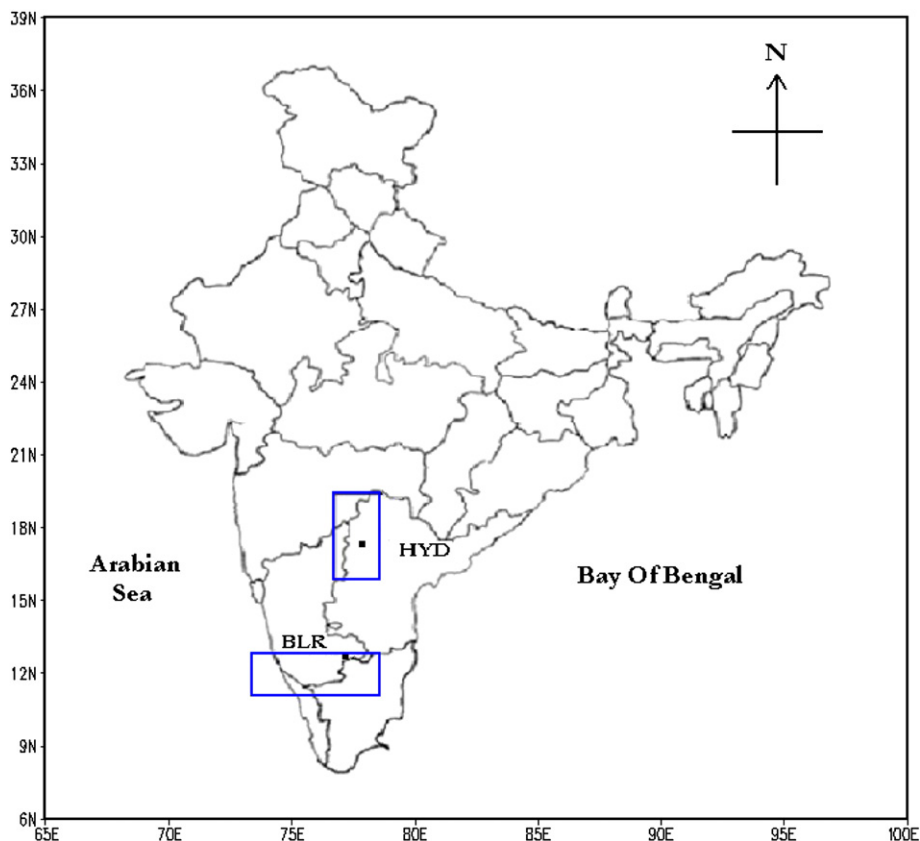 39N
36N
N
33N
30N
27N
24N
21N
18N
HYD
Arabian
Sea
Bay Of Bengal
15N
BLR
12N
9N
6N
65E 70E 75E 80E 85E 90E 95E 100E